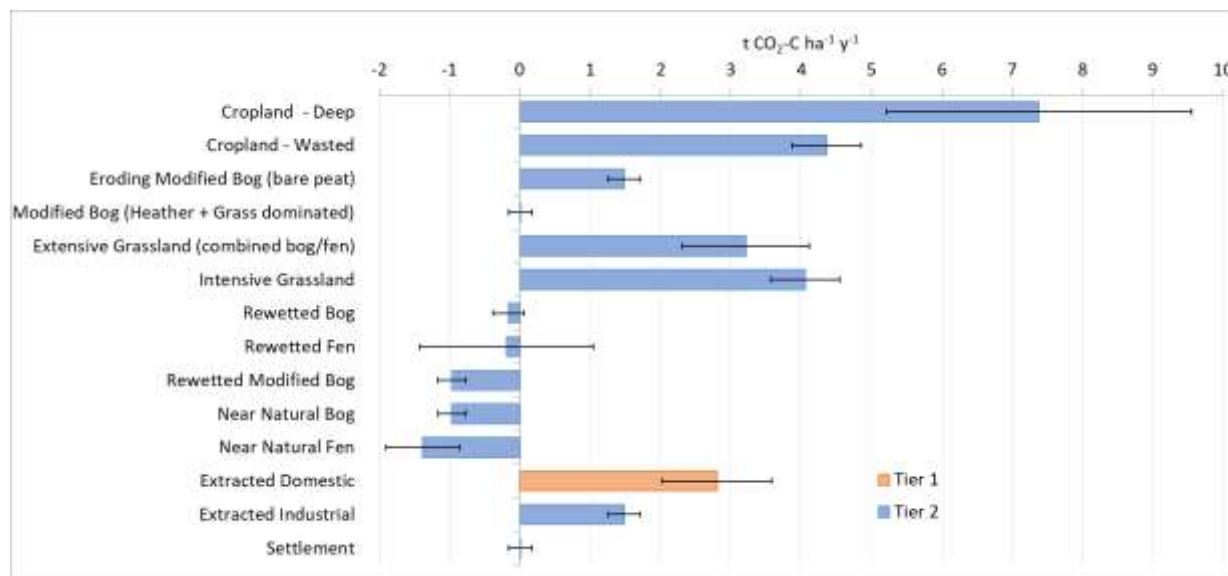 t CO₂-C ha⁻¹ y⁻¹
-2 -1 0 1 2 3 4 5 6 7 8 9 10
Cropland - Deep
Cropland - Wasted
Eroding Modified Bog (bare peat)
Modified Bog (Heather + Grass dominated)
Extensive Grassland (combined bog/fen)
Intensive Grassland
Rewetted Bog
Rewetted Fen
Rewetted Modified Bog
Near Natural Bog
Near Natural Fen
Extracted Domestic
Tier 1
Extracted Industrial
Tier 2
Settlement